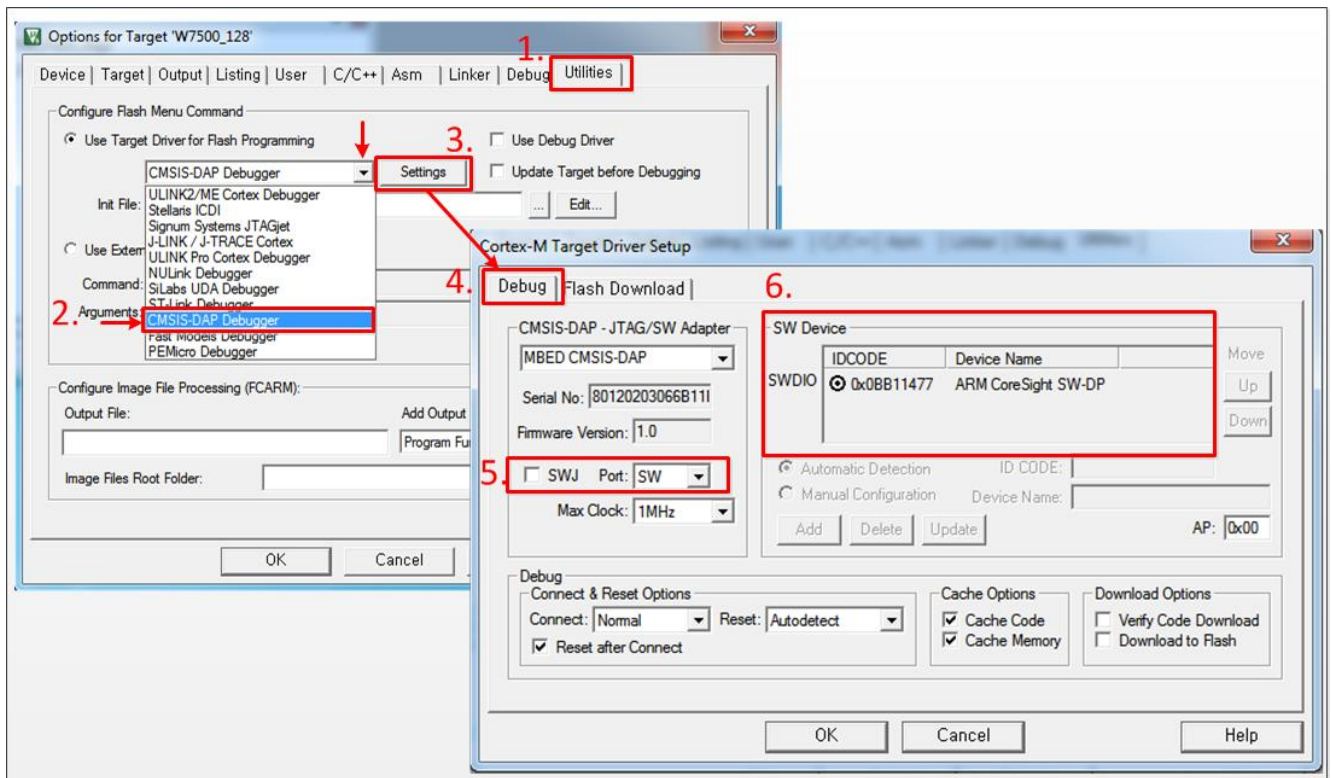 Options for Target 'W7500_128'
1.
Device | Target | Output | Listing | User | C/C++ | Asm | Linker | Debug | Utilities
Configure Flash Menu Command
Use Target Driver for Flash Programming
3.
Use Debug Driver
CMSIS-DAP Debugger
Settings
Update Target before Debugging
ULINK2/ME Cortex Debugger
Stellaris ICDI
Signum Systems JTAGjet
J-LINK / J-TRACE Cortex
ULINK Pro Cortex Debugger
NULink Debugger
SiLabs UDA Debugger
ST-Link Debugger
CMSIS-DAP Debugger
Fast Models Debugger
PEMicro Debugger
Init File:
...
Edit...
Use Extern
Command:
Arguments:
2.
Configure Image File Processing (FCARM):
Output File:
Add Output
Program Fu
Image Files Root Folder:
OK
Cancel
Cortex-M Target Driver Setup
4.
Debug | Flash Download |
6.
CMSIS-DAP - JTAG/SW Adapter
MBED CMSIS-DAP
Serial No: 80120203066B11I
Firmware Version: 1.0
5.
SWJ Port: SW
Max Clock: 1MHz
SW Device
IDCODE Device Name
SWDIO 0x0BB11477 ARM CoreSight SW-DP
Move
Up
Down
Automatic Detection ID CODE:
Manual Configuration Device Name:
Add Delete Update
AP: 0x00
Debug
Connect & Reset Options
Connect: Normal Reset: Autodetect
Reset after Connect
Cache Options
Cache Code
Cache Memory
Download Options
Verify Code Download
Download to Flash
OK
Cancel
Help